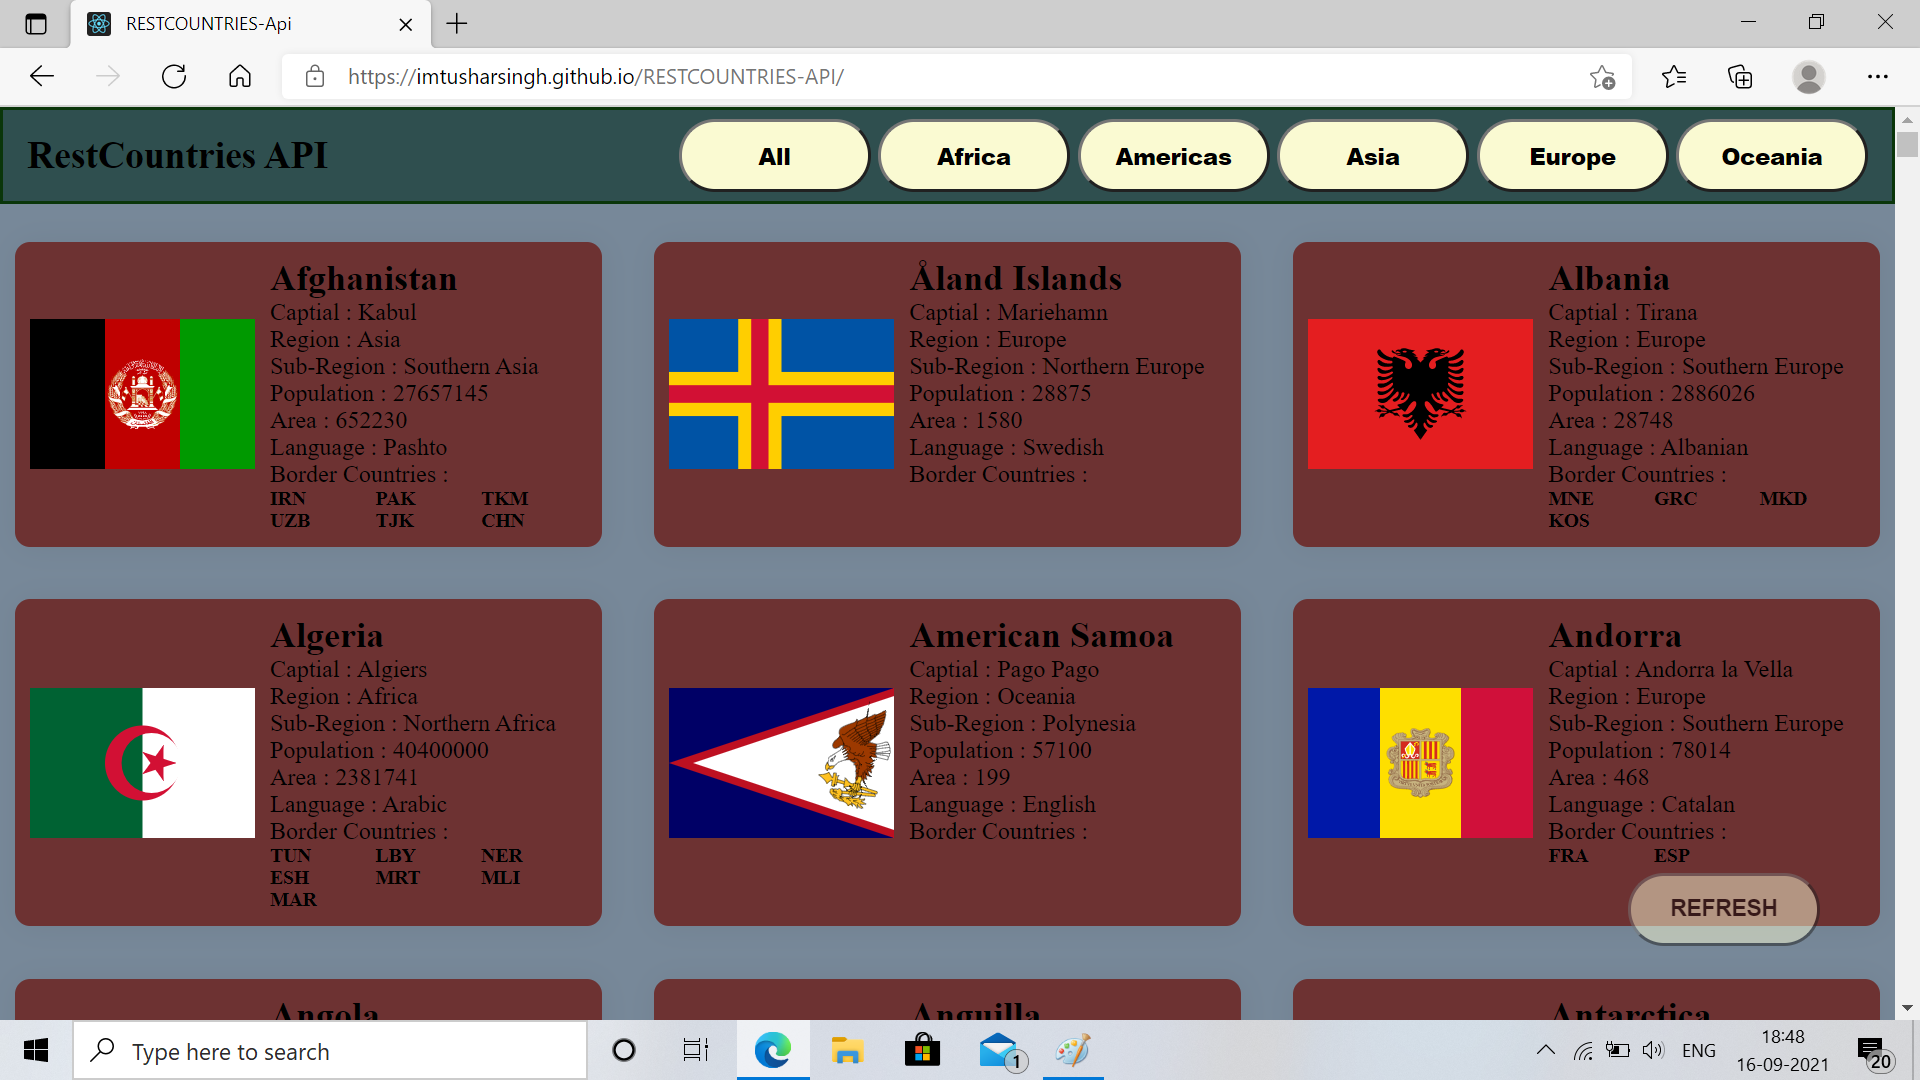 RESTCOUNTRIES-Api
https://imtusharsingh.github.io/RESTCOUNTRIES-API/
RestCountries API
All
Africa
Americas
Asia
Europe
Oceania
Afghanistan
Captial : Kabul
Region : Asia
Sub-Region : Southern Asia
Population : 27657145
Area : 652230
Language : Pashto
Border Countries :
IRN PAK TKM
UZB TJK CHN
Åland Islands
Captial : Mariehamn
Region : Europe
Sub-Region : Northern Europe
Population : 28875
Area : 1580
Language : Swedish
Border Countries :
Albania
Captial : Tirana
Region : Europe
Sub-Region : Southern Europe
Population : 2886026
Area : 28748
Language : Albanian
Border Countries :
MNE GRC MKD
KOS
Algeria
Captial : Algiers
Region : Africa
Sub-Region : Northern Africa
Population : 40400000
Area : 2381741
Language : Arabic
Border Countries :
TUN LBY NER
ESH MRT MLI
MAR
American Samoa
Captial : Pago Pago
Region : Oceania
Sub-Region : Polynesia
Population : 57100
Area : 199
Language : English
Border Countries :
Andorra
Captial : Andorra la Vella
Region : Europe
Sub-Region : Southern Europe
Population : 78014
Area : 468
Language : Catalan
Border Countries :
FRA ESP
REFRESH
Angola
Anguilla
Antarctica
Type here to search
1
ENG
18:48
16-09-2021
20